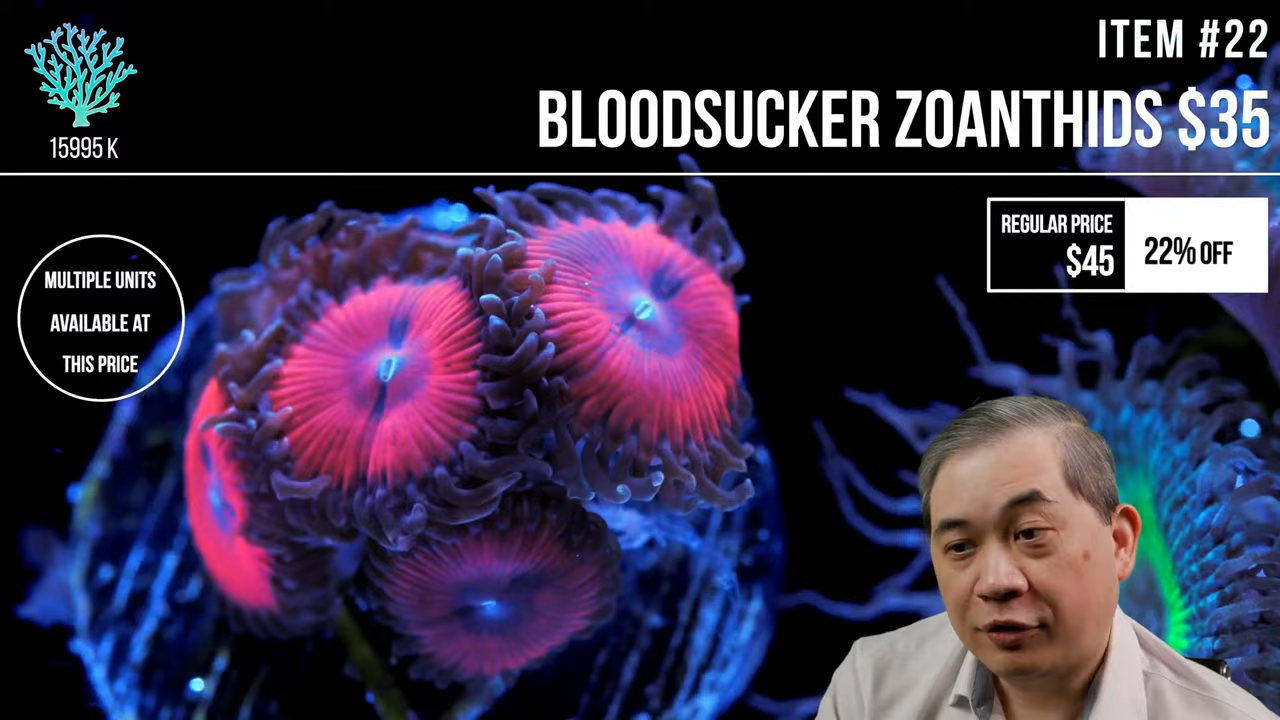 ITEM #22
BLOODSUCKER ZOANTHIDS $35
15995 K
REGULAR PRICE
$45
22% OFF
MULTIPLE UNITS
AVAILABLE AT
THIS PRICE